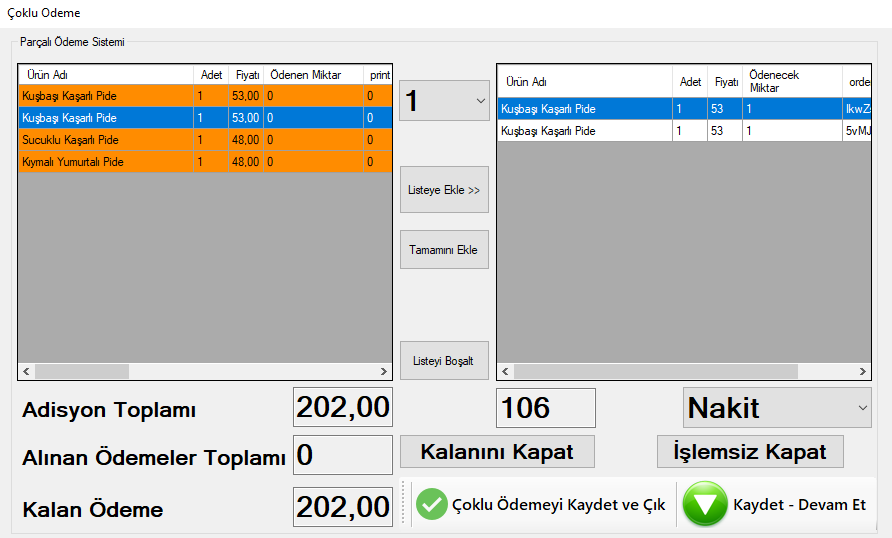 Çoklu Odeme
Parçalı Ödeme Sistemi
Ürün Adı Adet Fiyatı Ödenen Miktar print
Kuşbaşı Kaşarlı Pide 1 53,00 0 0
Kuşbaşı Kaşarlı Pide 1 53,00 0 0
Sucuklu Kaşarlı Pide 1 48,00 0 0
Kıymalı Yumurtalı Pide 1 48,00 0 0
1
Listeye Ekle >>
Tamamını Ekle
Listeyi Boşalt
Ürün Adı Adet Fiyatı Ödenecek Miktar orde
Kuşbaşı Kaşarlı Pide 1 53 1
Kuşbaşı Kaşarlı Pide 1 53 1 5vMJ
Adisyon Toplamı 202,00
106 Nakit
Alınan Ödemeler Toplamı 0
Kalanını Kapat İşlemsiz Kapat
Kalan Ödeme 202,00
Çoklu Ödemeyi Kaydet ve Çık Kaydet - Devam Et